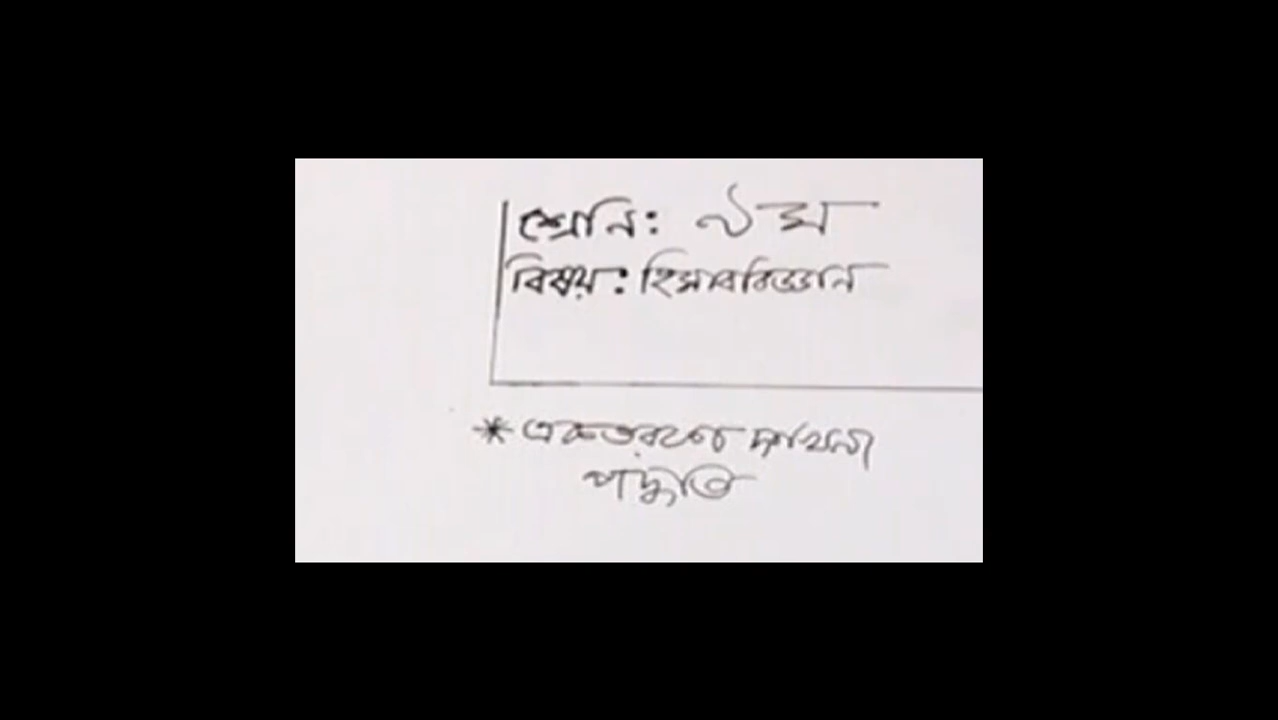 শ্রেনি: ৯ম
বিষয়: হিসাববিজ্ঞান
* একতরফা দাখিলা
পদ্ধতি